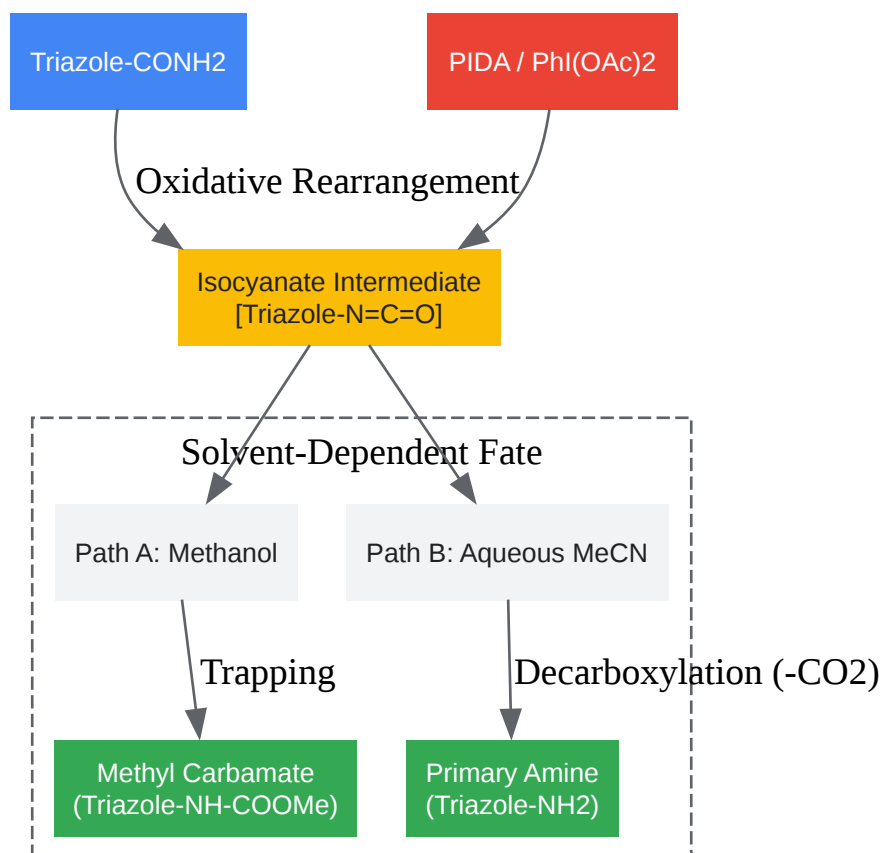 Triazole-CONH2
PIDA / PhI(OAc)2
Oxidative Rearrangement
Isocyanate Intermediate
[Triazole-N=C=O]
Solvent-Dependent Fate
Path A: Methanol
Path B: Aqueous MeCN
Trapping
Decarboxylation (-CO2)
Methyl Carbamate
(Triazole-NH-COOMe)
Primary Amine
(Triazole-NH2)